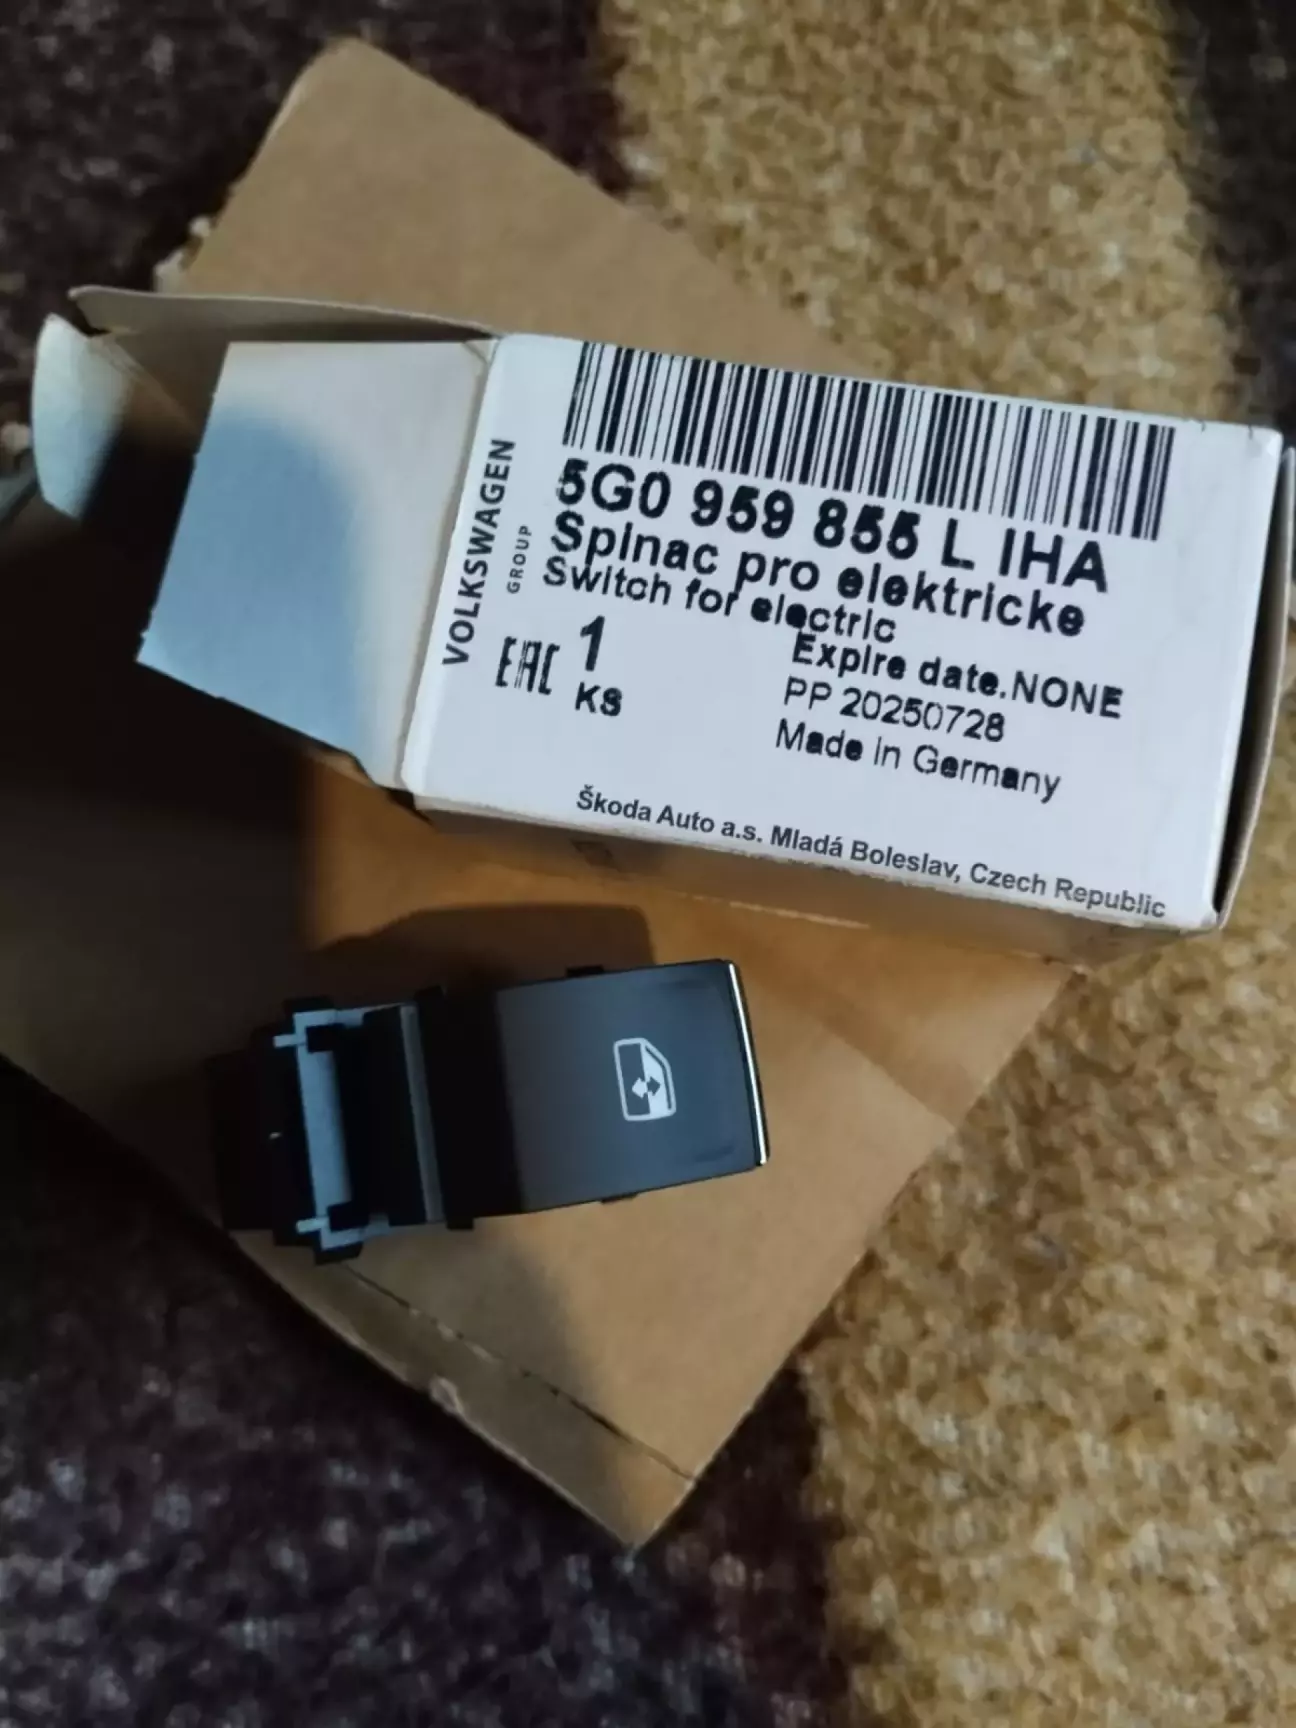 VOLKSWAGEN
GROUP
5G0 959 855 L IHA
Spinac pro elektricke
Switch for electric
EAC
1
KS
Expire date.NONE
PP 20250728
Made in Germany
Škoda Auto a.s. Mladá Boleslav, Czech Republic